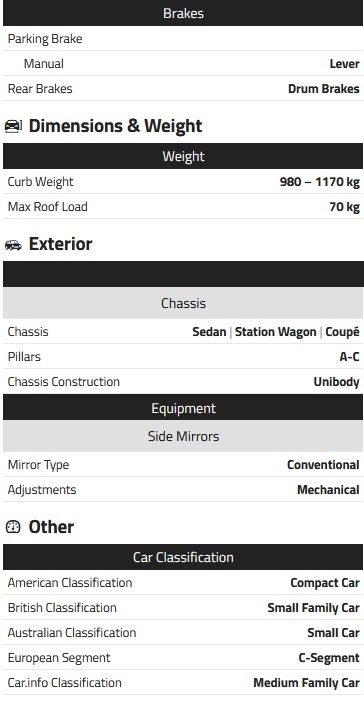 Brakes
Parking Brake
Manual Lever
Rear Brakes Drum Brakes
Dimensions & Weight
Weight
Curb Weight 980 – 1170 kg
Max Roof Load 70 kg
Exterior
Chassis
Chassis Sedan | Station Wagon | Coupé
Pillars A-C
Chassis Construction Unibody
Equipment
Side Mirrors
Mirror Type Conventional
Adjustments Mechanical
Other
Car Classification
American Classification Compact Car
British Classification Small Family Car
Australian Classification Small Car
European Segment C-Segment
Car.info Classification Medium Family Car